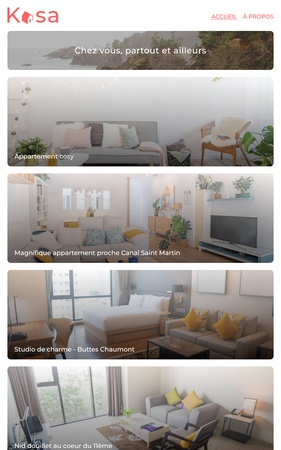 Kasa
ACCUEIL À PROPOS
Chez vous, partout et ailleurs
Appartement cosy
Magnifique appartement proche Canal Saint Martin
Studio de charme - Buttes Chaumont
Nid douillet au coeur du 11ème